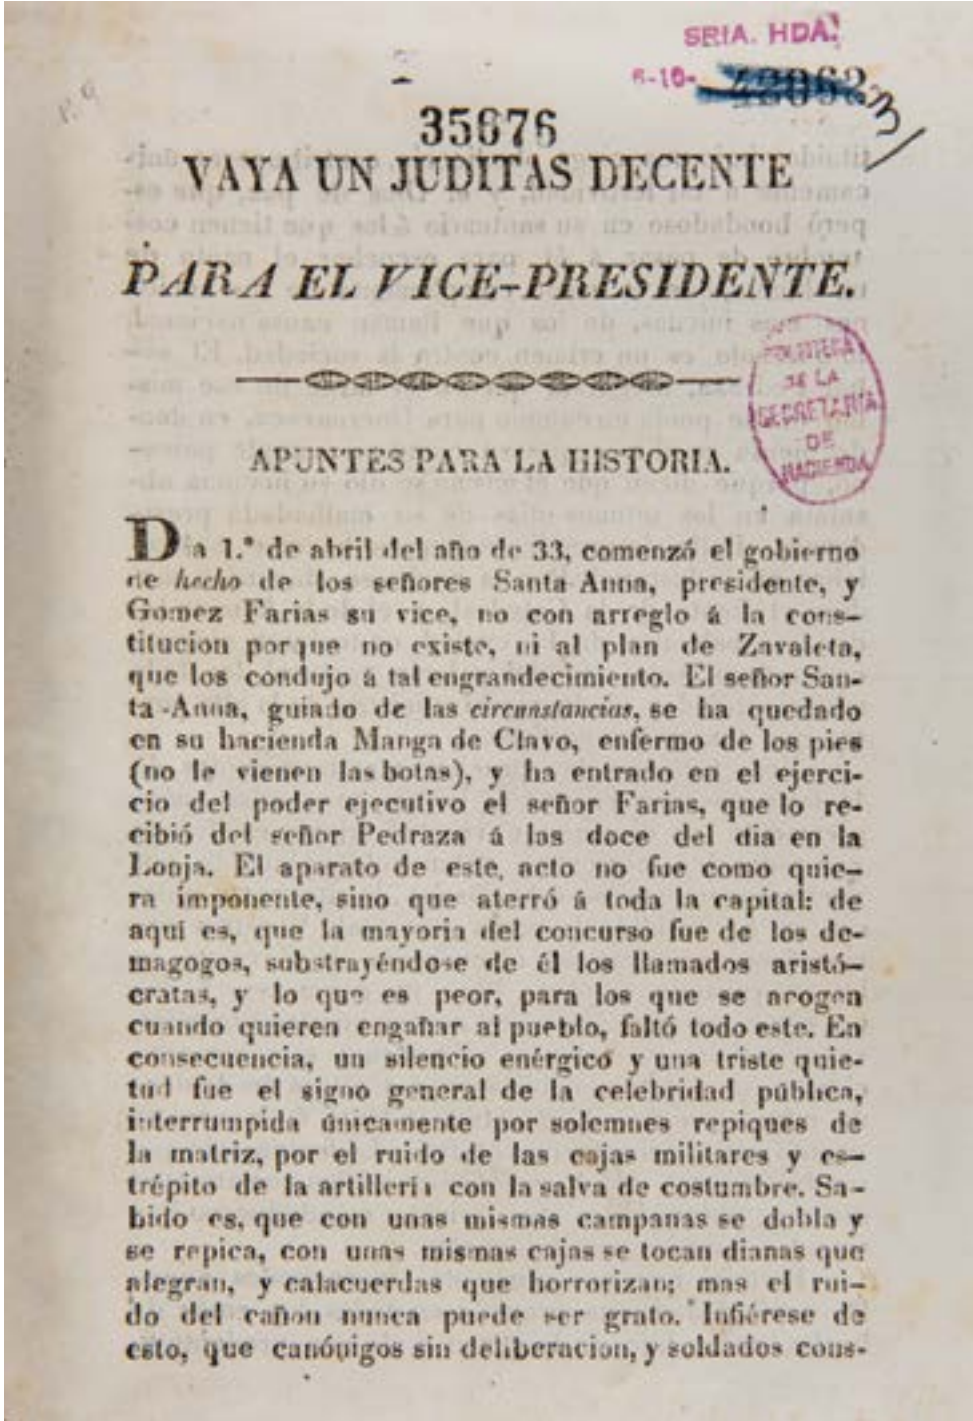 SRIA. HDA.
6-10- 42062
31
35676
VAYA UN JUDITAS DECENTE
PARA EL VICE-PRESIDENTE.
BIBLIOTECA
DE LA
SECRETARIA
DE
HACIENDA
APUNTES PARA LA HISTORIA.
Dia 1.º de abril del año de 33, comenzó el gobierno
de hecho de los señores Santa-Anna, presidente, y
Gomez Farias su vice, no con arreglo á la cons-
titucion porque no existe, ni al plan de Zavaleta,
que los condujo á tal engrandecimiento. El señor San-
ta-Anna, guiado de las circunstancias, se ha quedado
en su hacienda Manga de Clavo, enfermo de los pies
(no le vienen las botas), y ha entrado en el ejerci-
cio del poder ejecutivo el señor Farias, que lo re-
cibió del señor Pedraza á las doce del dia en la
Lonja. El aparato de este acto no fue como quie-
ra imponente, sino que aterró á toda la capital: de
aquí es, que la mayoria del concurso fue de los de-
magogos, substrayéndose de él los llamados aristó-
cratas, y lo que es peor, para los que se acogen
cuando quieren engañar al pueblo, faltó todo este. En
consecuencia, un silencio enérgico y una triste quie-
tud fue el signo general de la celebridad pública,
interrumpida únicamente por solemnes repiques de
la matriz, por el ruido de las cajas militares y es-
trépito de la artilleria con la salva de costumbre. Sa-
bido es, que con unas mismas campanas se dobla y
se repica, con unas mismas cajas se tocan dianas que
alegran, y calacuerdas que horrorizan; mas el rui-
do del cañon nunca puede ser grato. Infiérese de
esto, que canónigos sin deliberacion, y soldados cons-